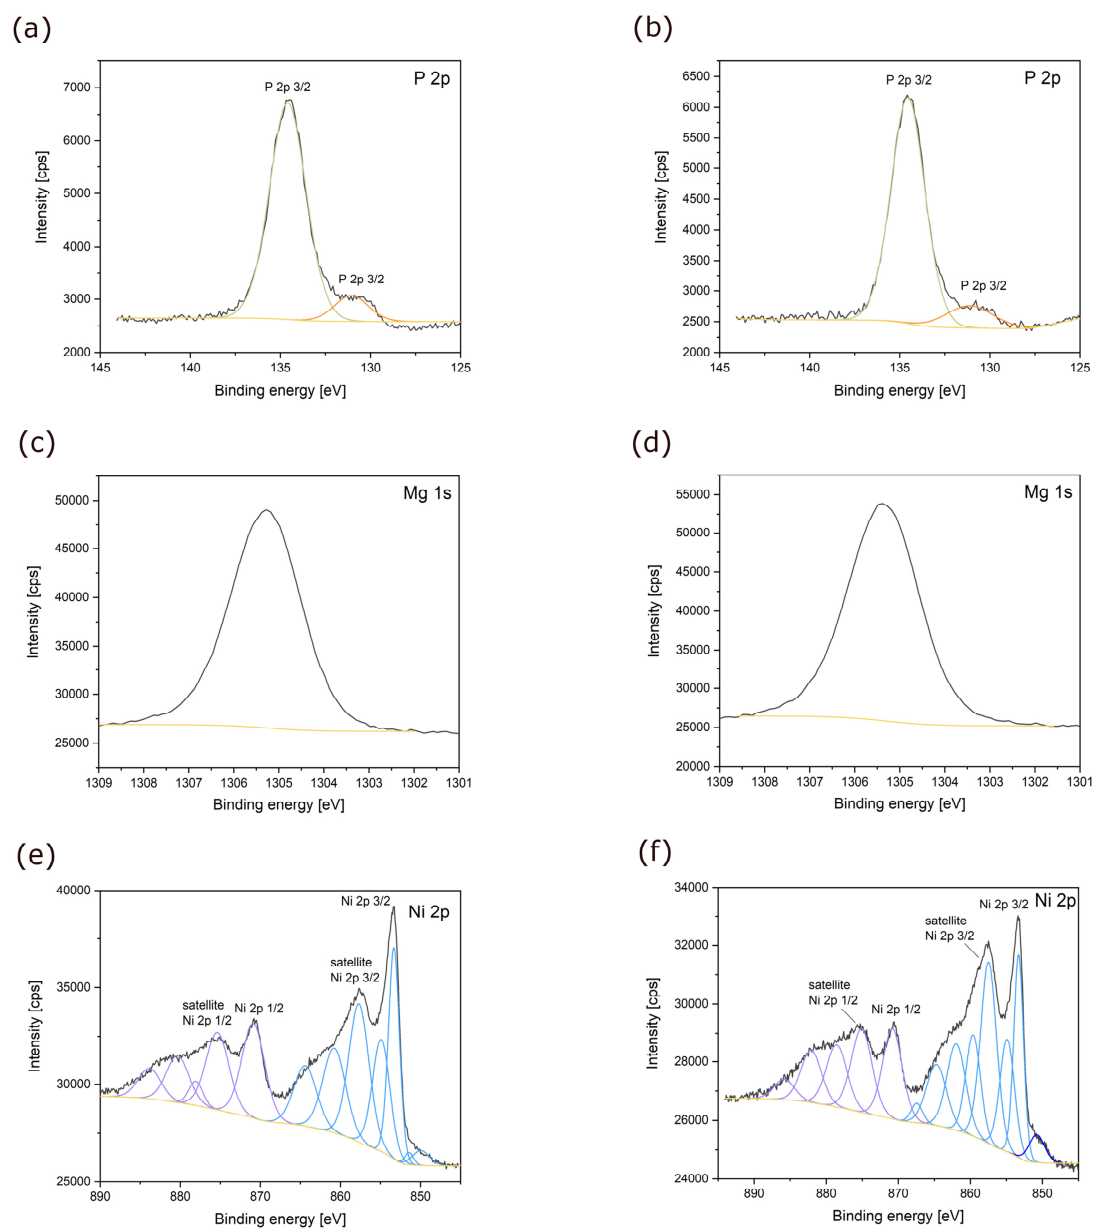 (a)
P 2p
P 2p 3/2
P 2p 3/2
Intensity [cps]
7000
6000
5000
4000
3000
2000
145
140
135
130
125
Binding energy [eV]
(b)
P 2p
P 2p 3/2
P 2p 3/2
Intensity [cps]
6500
6000
5500
5000
4500
4000
3500
3000
2500
2000
145
140
135
130
125
Binding energy [eV]
(c)
Mg 1s
Intensity [cps]
50000
45000
40000
35000
30000
25000
1309
1308
1307
1306
1305
1304
1303
1302
1301
Binding energy [eV]
(d)
Mg 1s
Intensity [cps]
55000
50000
45000
40000
35000
30000
25000
20000
1309
1308
1307
1306
1305
1304
1303
1302
1301
Binding energy [eV]
(e)
Ni 2p
Ni 2p 3/2
satellite
Ni 2p 3/2
Ni 2p 1/2
satellite
Ni 2p 1/2
Intensity [cps]
40000
35000
30000
25000
890
880
870
860
850
Binding energy [eV]
(f)
Ni 2p
Ni 2p 3/2
satellite
Ni 2p 3/2
Ni 2p 1/2
satellite
Ni 2p 1/2
Intensity [cps]
34000
32000
30000
28000
26000
24000
890
880
870
860
850
Binding energy [eV]